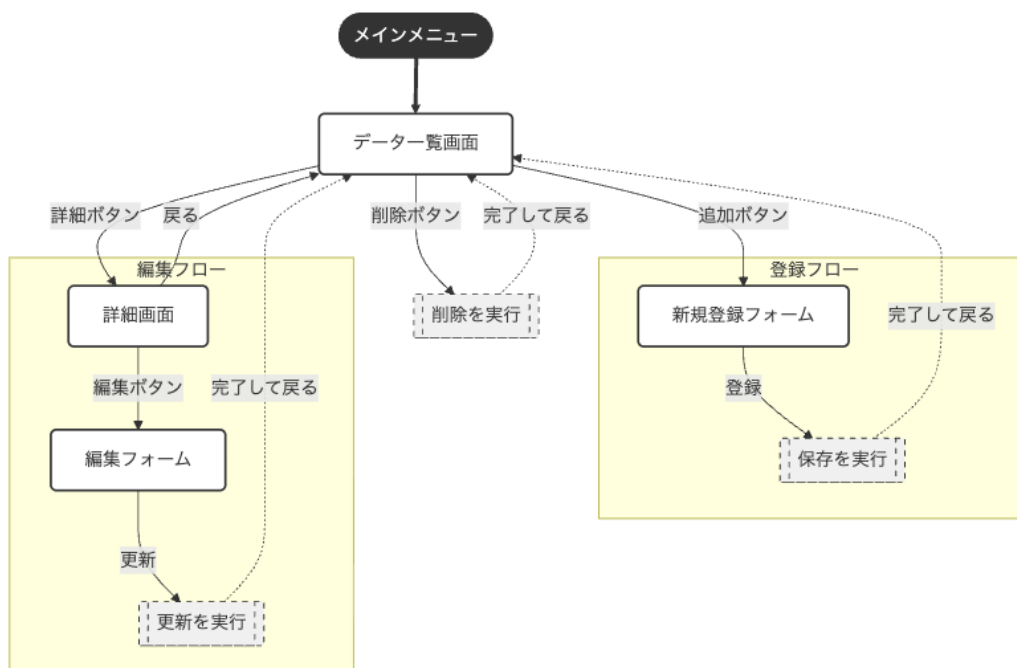 メインメニュー
データ一覧画面
詳細ボタン
戻る
削除ボタン
完了して戻る
追加ボタン
編集フロー
登録フロー
詳細画面
削除を実行
新規登録フォーム
完了して戻る
編集ボタン
完了して戻る
登録
編集フォーム
保存を実行
更新
更新を実行